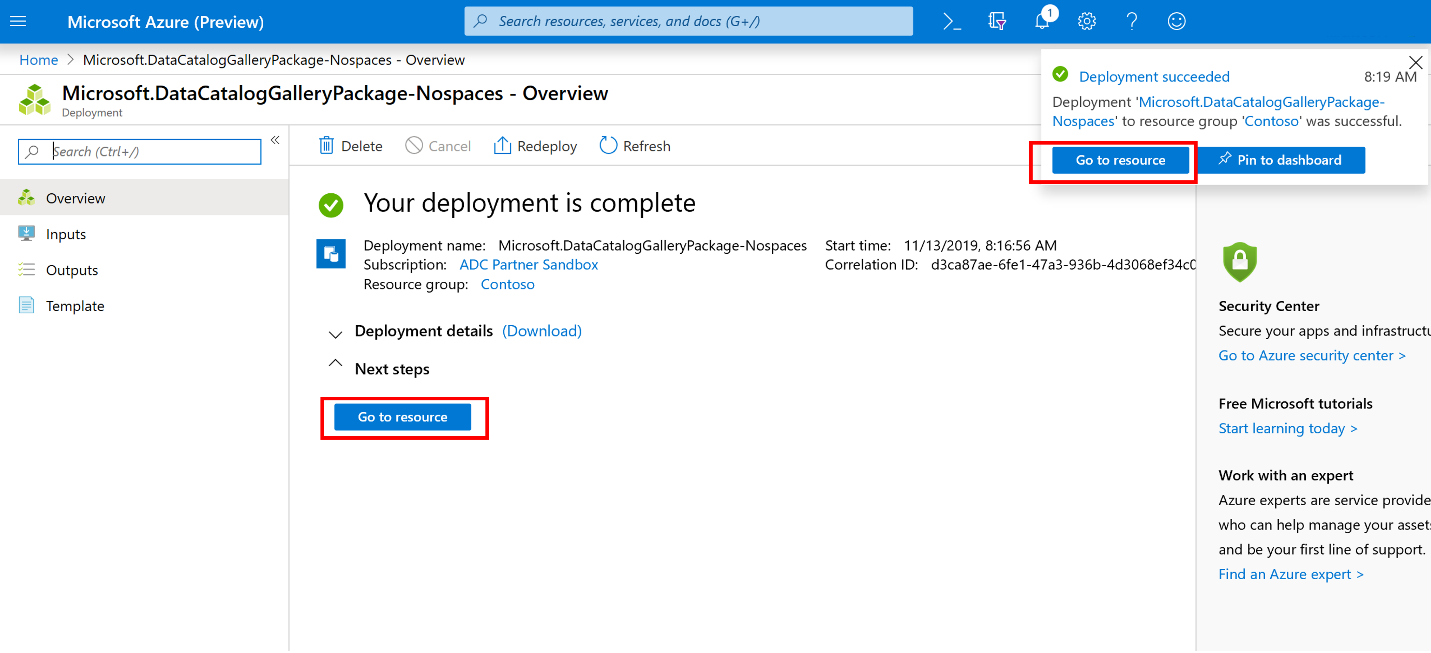 Microsoft Azure (Preview)
Search resources, services, and docs (G+/)
1
Home > Microsoft.DataCatalogGalleryPackage-Nospaces - Overview
Microsoft.DataCatalogGalleryPackage-Nospaces - Overview
Deployment
Deployment succeeded 8:19 AM
Deployment 'Microsoft.DataCatalogGalleryPackage-
Nospaces' to resource group 'Contoso' was successful.
Go to resource
Pin to dashboard
Search (Ctrl+/)
«
Overview
Inputs
Outputs
Template
Delete
Cancel
Redeploy
Refresh
Your deployment is complete
Deployment name: Microsoft.DataCatalogGalleryPackage-Nospaces
Subscription: ADC Partner Sandbox
Resource group: Contoso
Start time: 11/13/2019, 8:16:56 AM
Correlation ID: d3ca87ae-6fe1-47a3-936b-4d3068ef34c0
Deployment details (Download)
Next steps
Go to resource
Security Center
Secure your apps and infrastructu
Go to Azure security center >
Free Microsoft tutorials
Start learning today >
Work with an expert
Azure experts are service provide
who can help manage your assets
and be your first line of support.
Find an Azure expert >